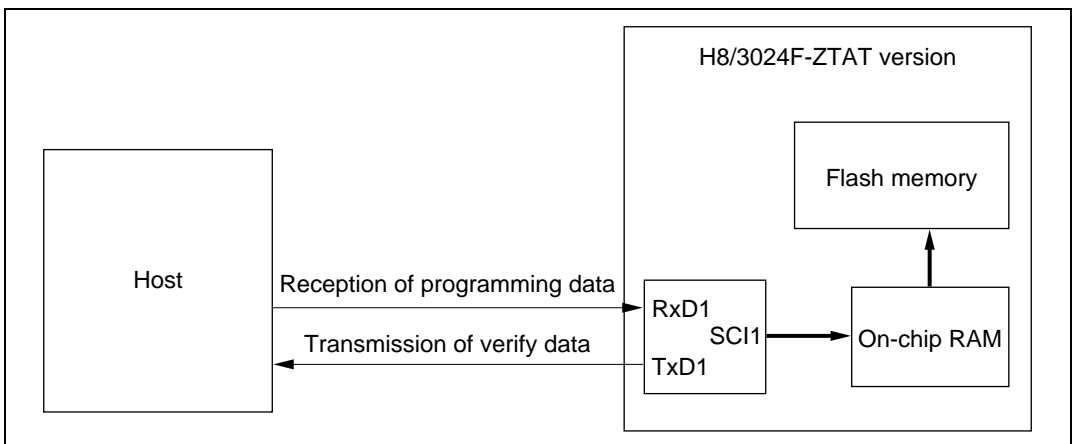 H8/3024F-ZTAT version
Flash memory
Host
Reception of programming data
RxD1
SCI1
On-chip RAM
Transmission of verify data
TxD1